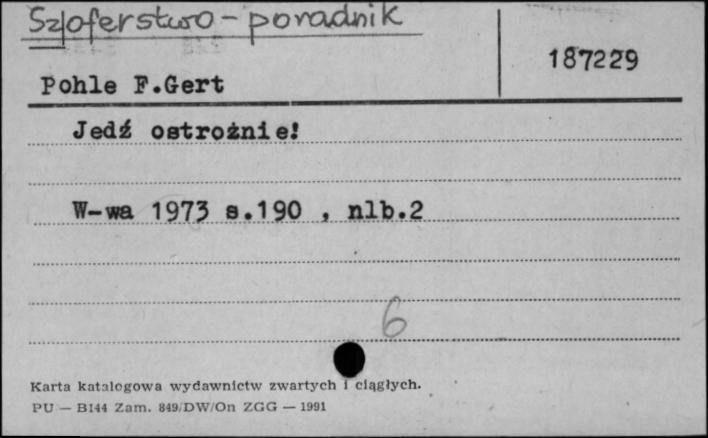 Szoferstwo - poradnik
187229
Pohle F.Gert
Jedź ostrożnie!
W-wa 1973 s.190 , nlb.2
6
Karta katalogowa wydawnictw zwartych i ciągłych.
PU — B144 Zam. 849/DW/On ZGG — 1991